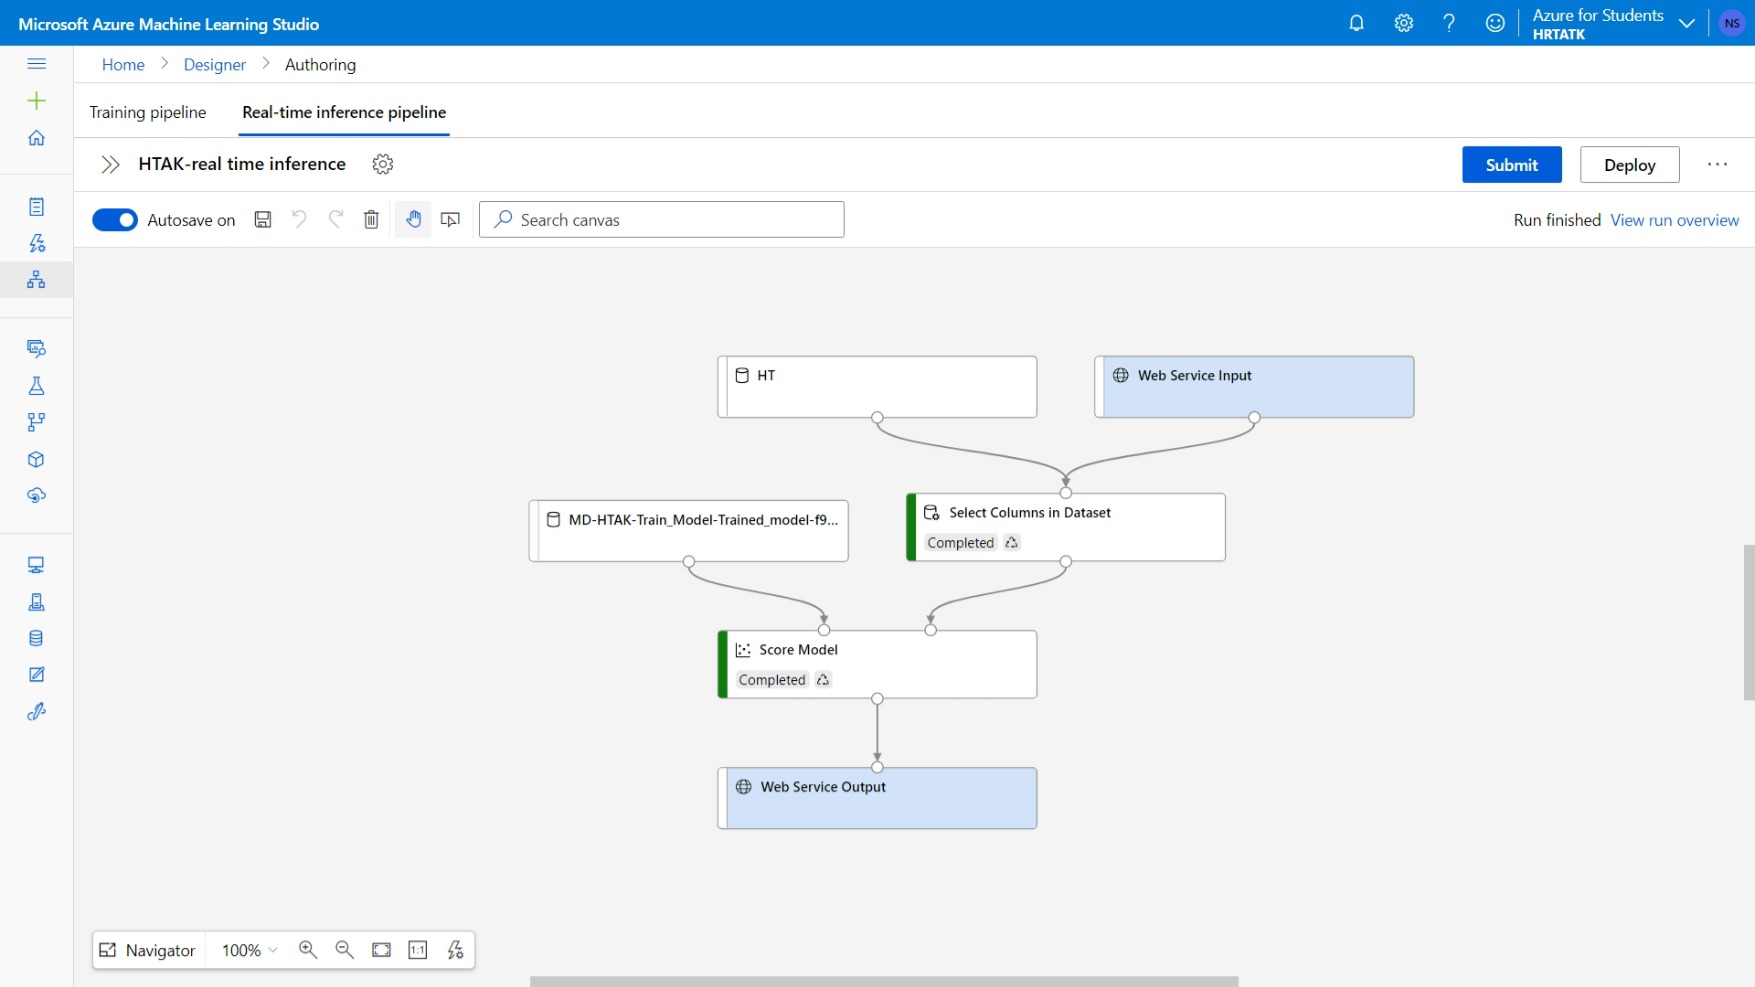 Microsoft Azure Machine Learning Studio
Azure for Students
HRTATK
NS
Home > Designer > Authoring
Training pipeline
Real-time inference pipeline
HTAK-real time inference
Submit
Deploy
Autosave on
Search canvas
Run finished View run overview
HT
Web Service Input
MD-HTAK-Train_Model-Trained_model-f9...
Select Columns in Dataset
Completed
Score Model
Completed
Web Service Output
Navigator
100%
1:1